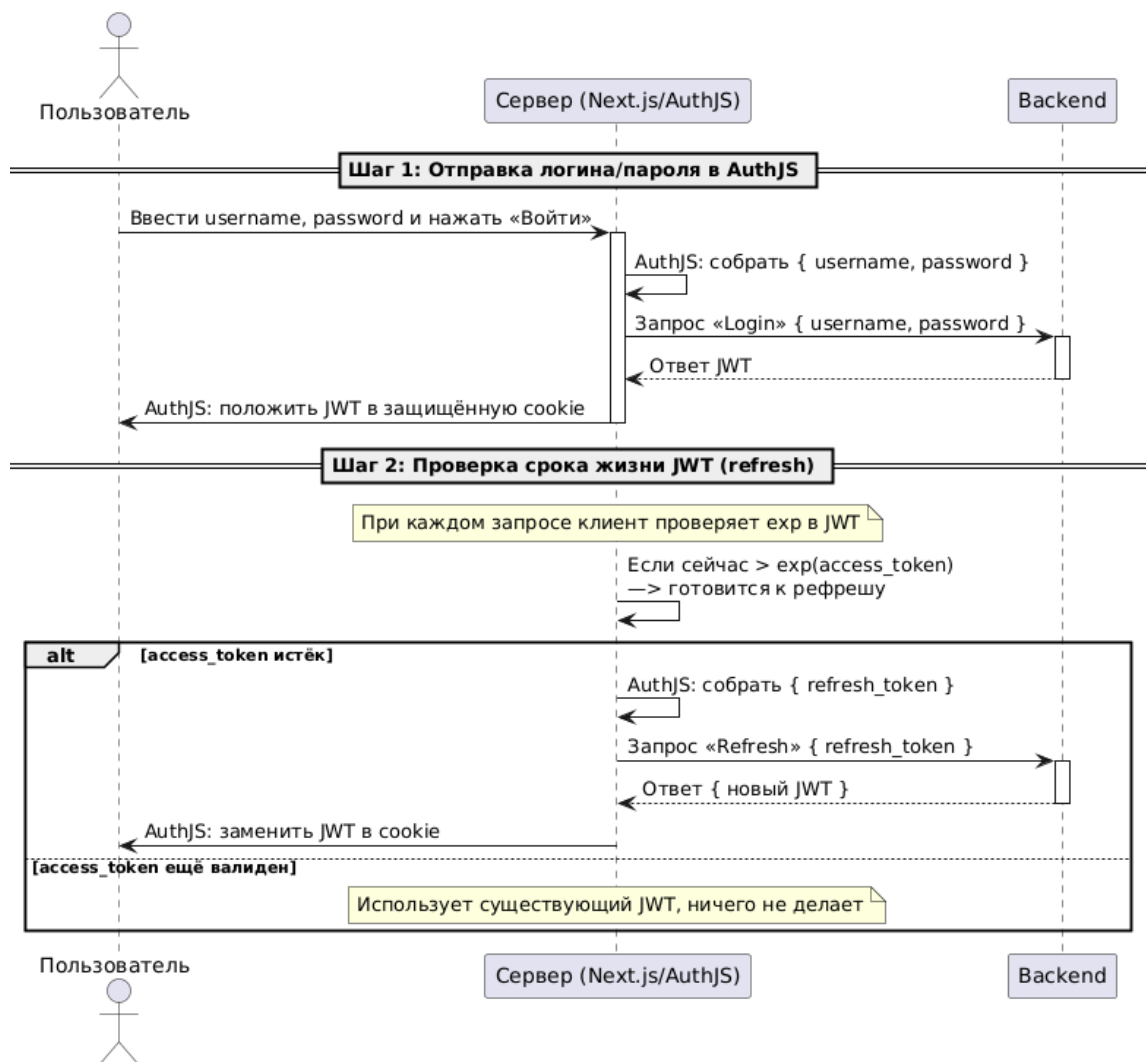 Пользователь
Сервер (Next.js/AuthJS)
Backend
Шаг 1: Отправка логина/пароля в AuthJS
Ввести username, password и нажать «Войти»
AuthJS: собрать { username, password }
Запрос «Login» { username, password }
Ответ JWT
AuthJS: положить JWT в защищённую cookie
Шаг 2: Проверка срока жизни JWT (refresh)
При каждом запросе клиент проверяет exp в JWT
Если сейчас > exp(access_token)
—> готовится к рефрешу
alt
[access_token истёк]
AuthJS: собрать { refresh_token }
Запрос «Refresh» { refresh_token }
Ответ { новый JWT }
AuthJS: заменить JWT в cookie
[access_token ещё валиден]
Использует существующий JWT, ничего не делает
Пользователь
Сервер (Next.js/AuthJS)
Backend